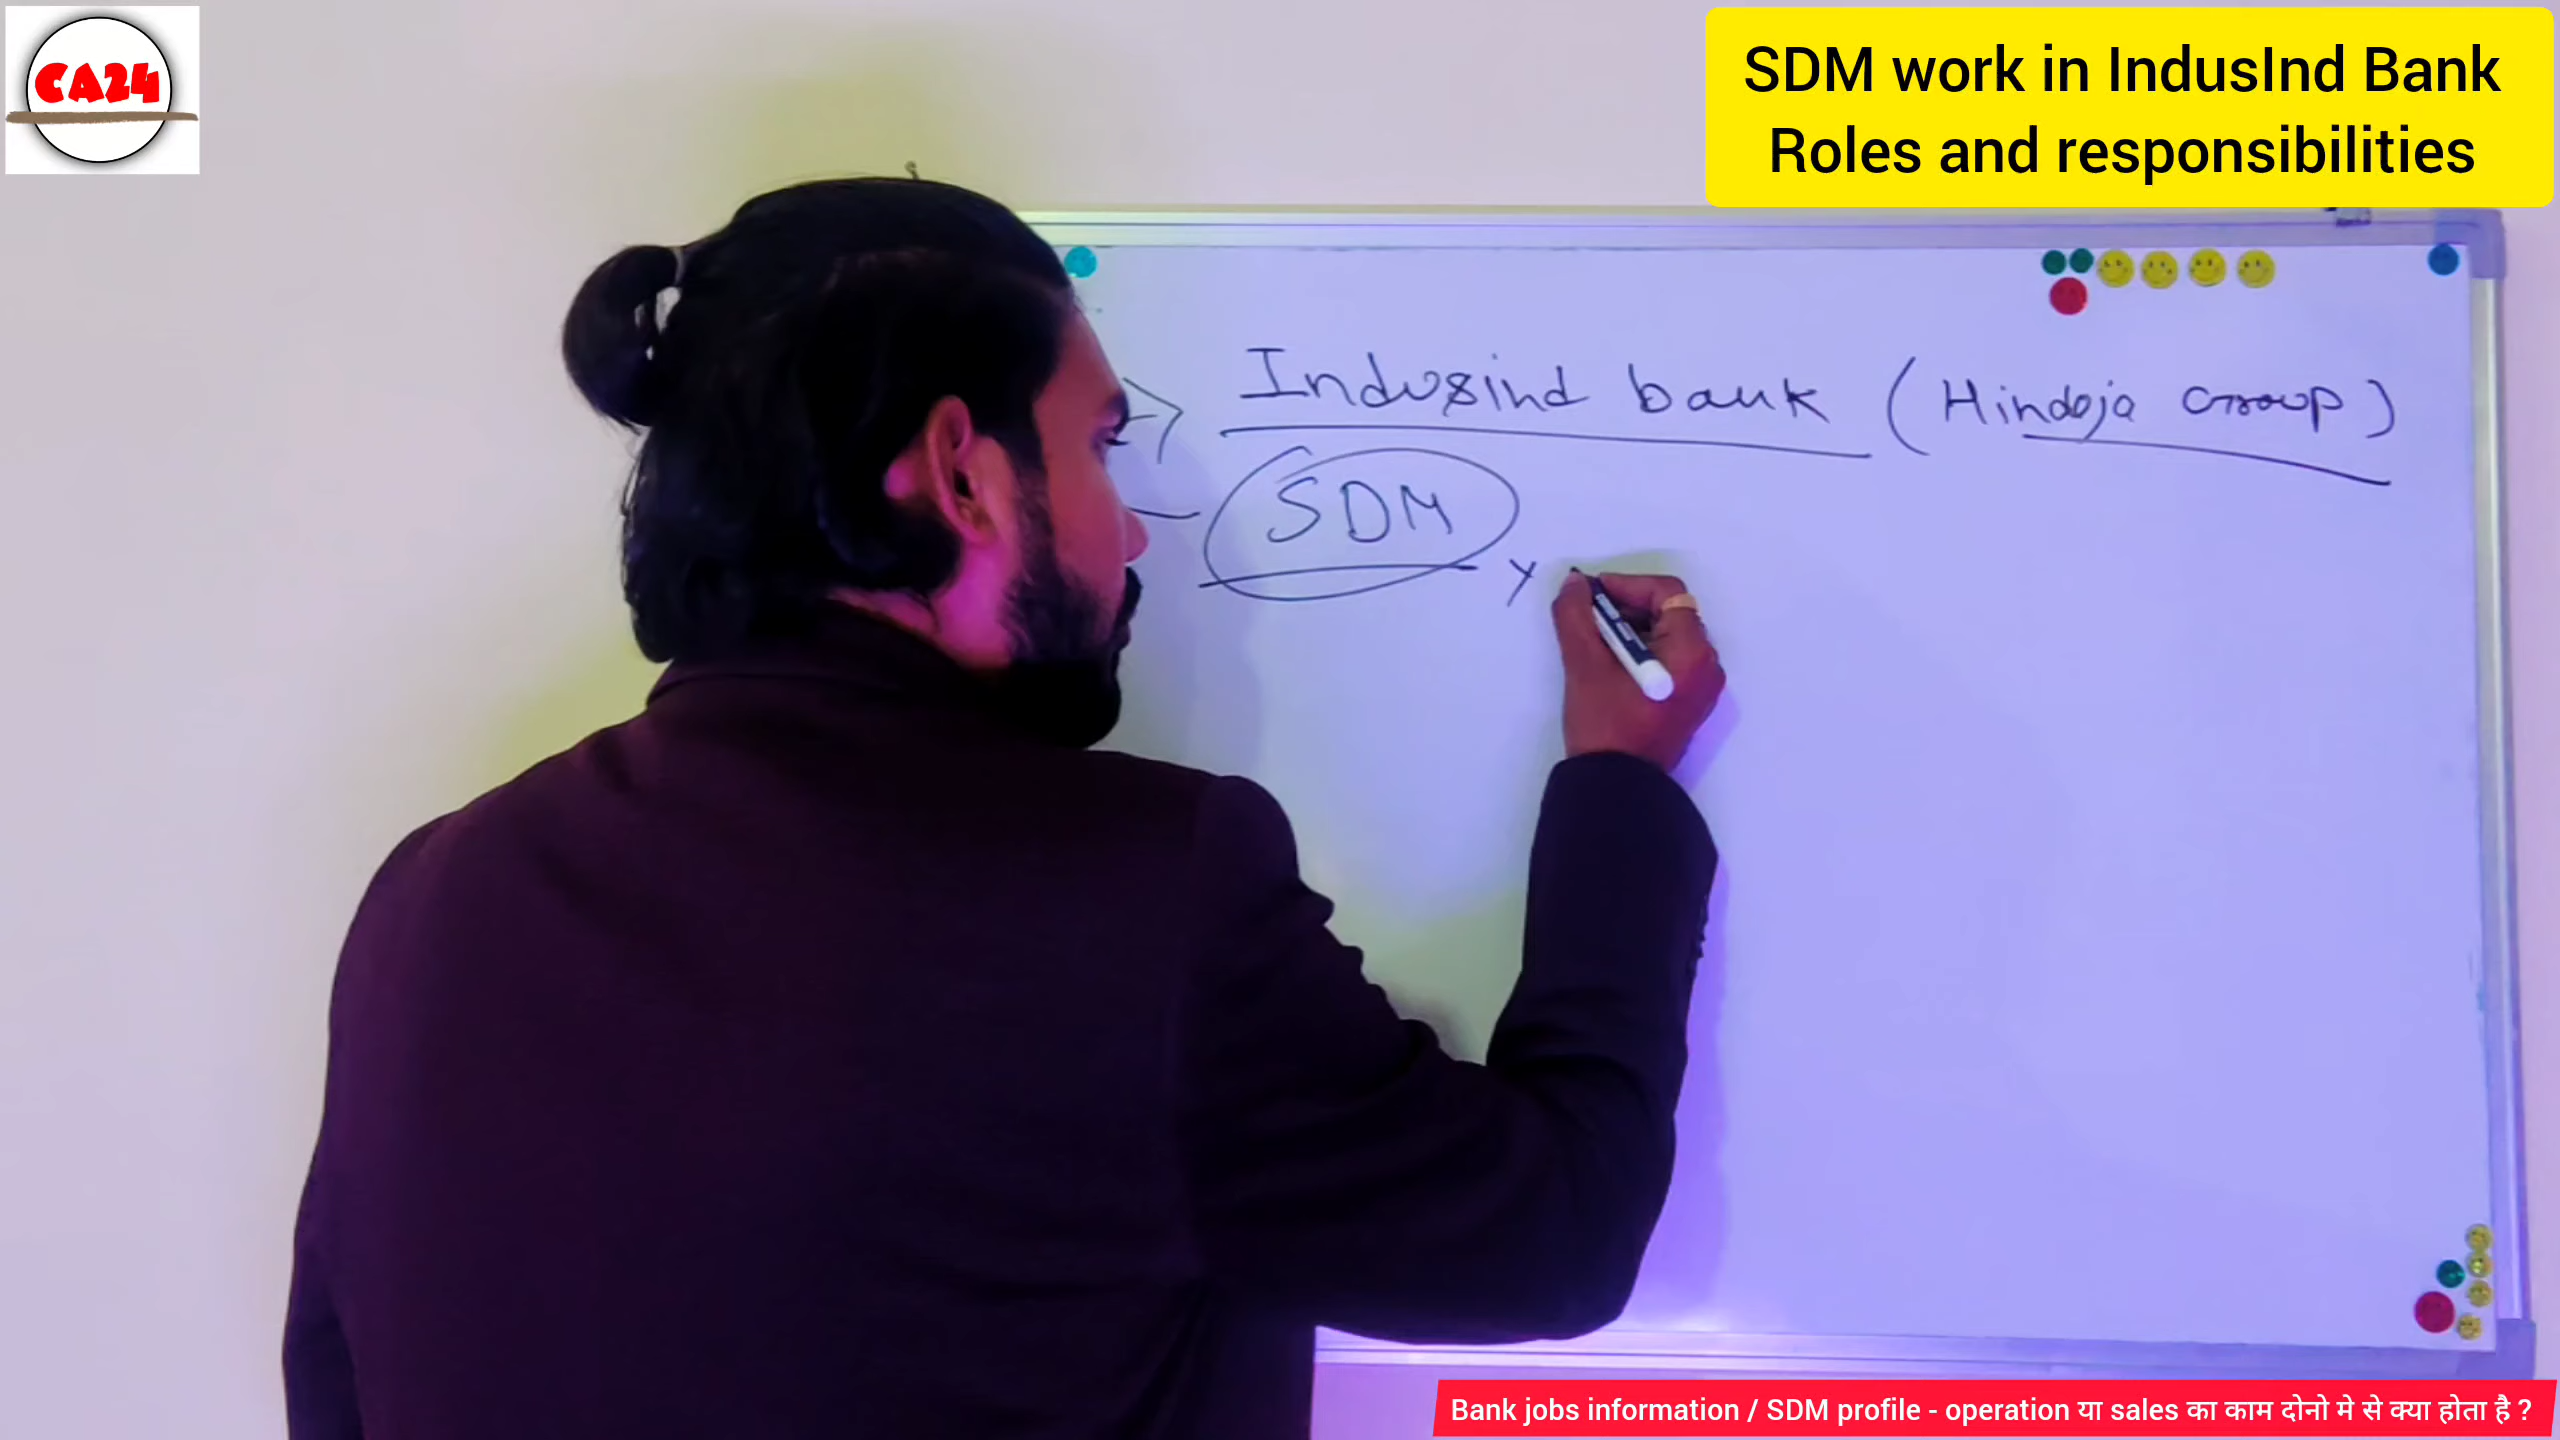 CA24
SDM work in IndusInd Bank
Roles and responsibilities
Indusind bank (Hinduja Group)
SDM
Bank jobs information / SDM profile - operation या sales का काम दोनो मे से क्या होता है ?